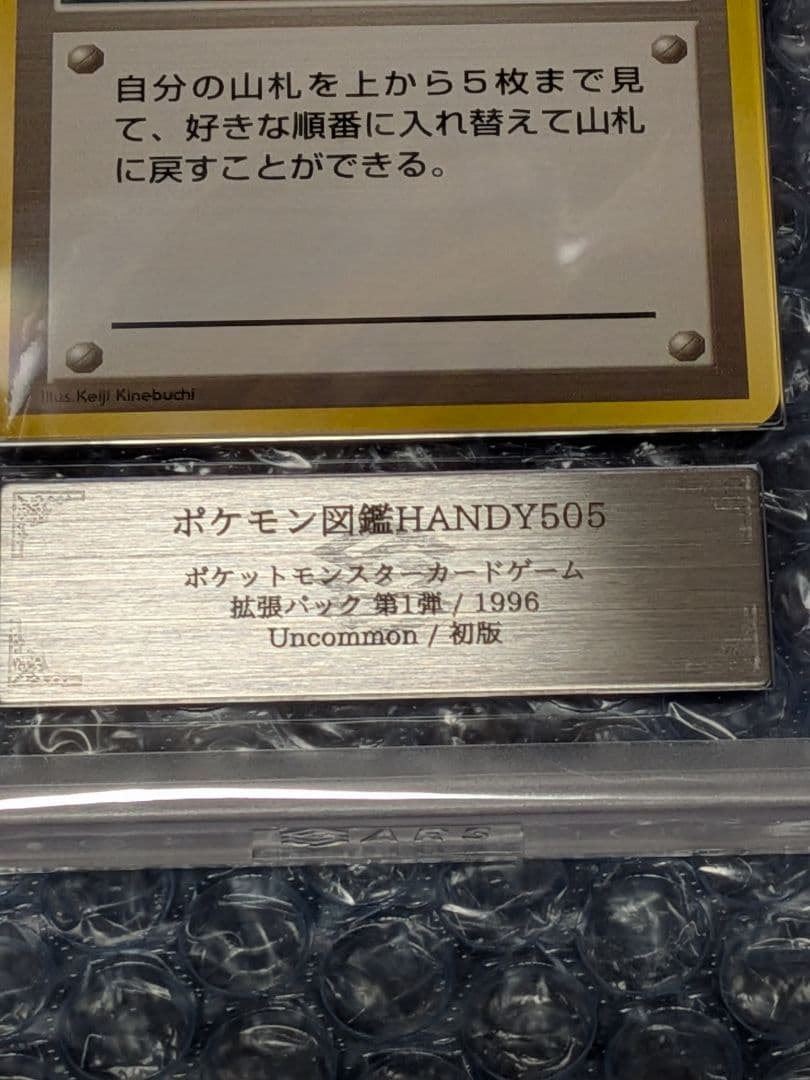 自分の山札を上から5枚まで見
て、好きな順番に入れ替えて山札
に戻すことができる。
Illus. Keiji Kinebuchi
ポケモン図鑑HANDY505
ポケットモンスターカードゲーム
拡張パック 第1弾 / 1996
Uncommon / 初版
ARS